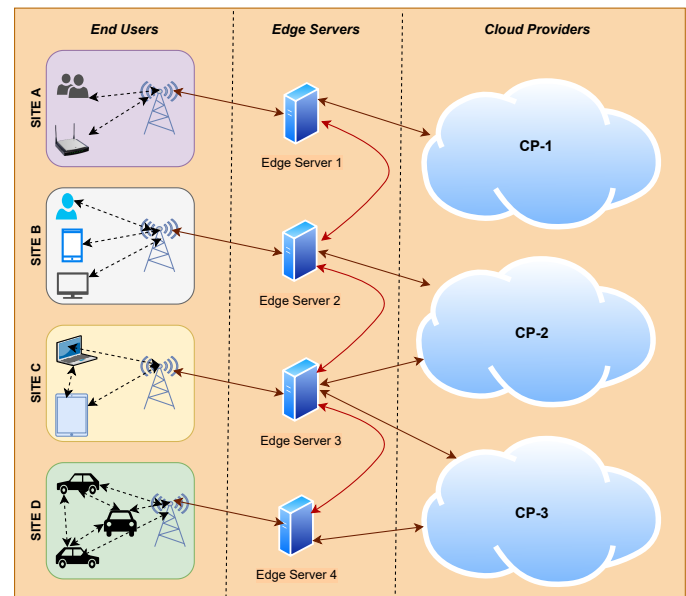 End Users
Edge Servers
Cloud Providers
SITE A
Edge Server 1
CP-1
SITE B
Edge Server 2
CP-2
SITE C
Edge Server 3
CP-3
SITE D
Edge Server 4